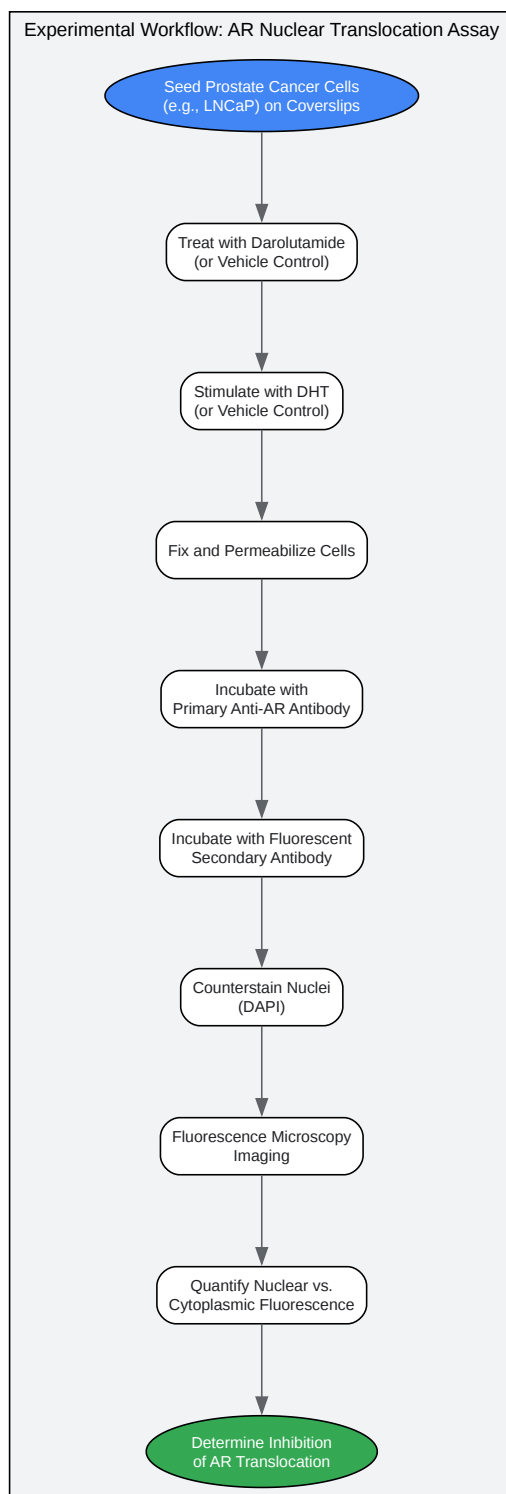 Experimental Workflow: AR Nuclear Translocation Assay
Seed Prostate Cancer Cells
(e.g., LNCaP) on Coverslips
Treat with Darolutamide
(or Vehicle Control)
Stimulate with DHT
(or Vehicle Control)
Fix and Permeabilize Cells
Incubate with
Primary Anti-AR Antibody
Incubate with Fluorescent
Secondary Antibody
Counterstain Nuclei
(DAPI)
Fluorescence Microscopy
Imaging
Quantify Nuclear vs.
Cytoplasmic Fluorescence
Determine Inhibition
of AR Translocation